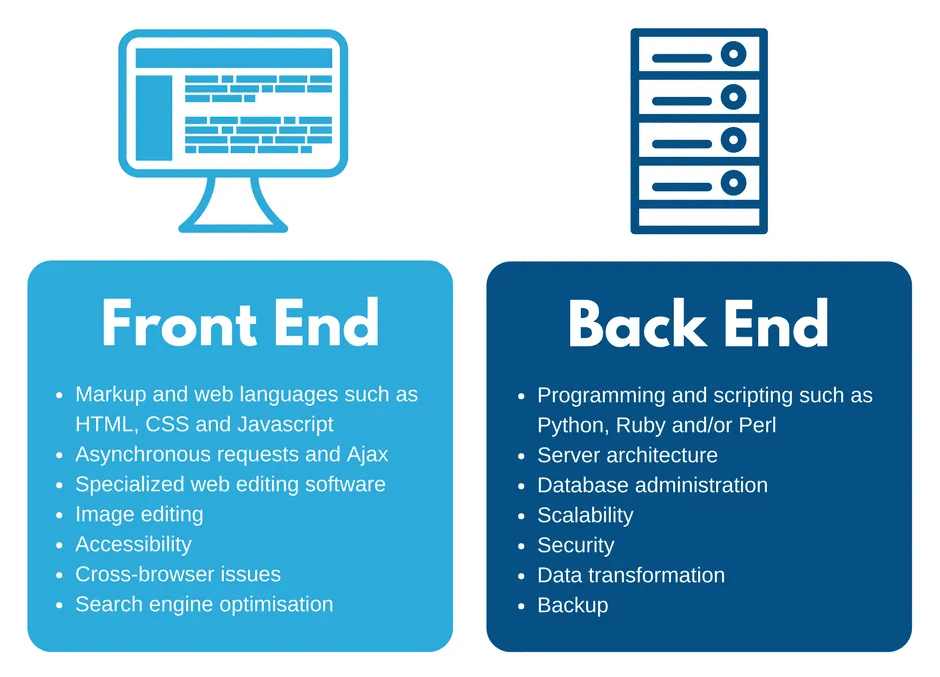 Front End
• Markup and web languages such as
HTML, CSS and Javascript
• Asynchronous requests and Ajax
• Specialized web editing software
• Image editing
• Accessibility
• Cross-browser issues
• Search engine optimisation
Back End
• Programming and scripting such as
Python, Ruby and/or Perl
• Server architecture
• Database administration
• Scalability
• Security
• Data transformation
• Backup